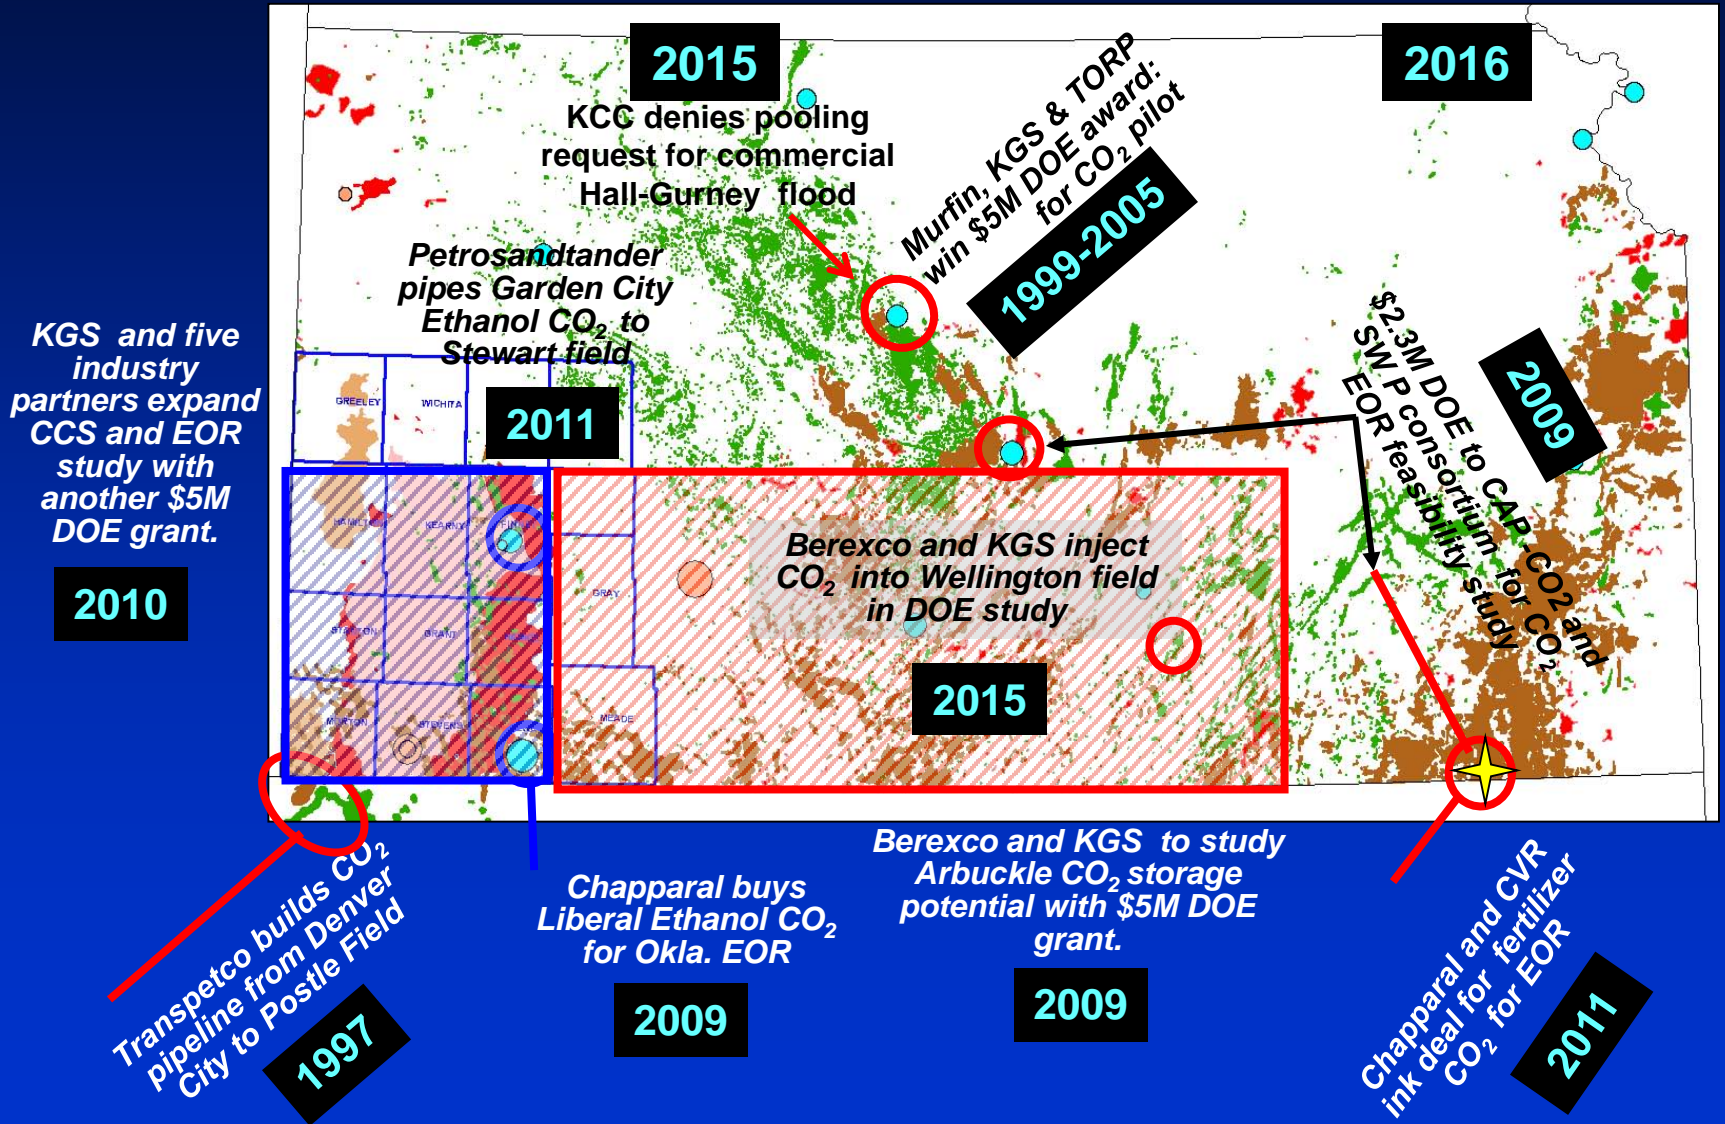 2015
KCC denies pooling
request for commercial
Hall-Gurney flood
Murfin, KGS & TORP
win $5M DOE award:
for CO2 pilot
1999-2005
2016
Petrosandtander
pipes Garden City
Ethanol CO2 to
Stewart field
2011
KGS and five
industry
partners expand
CCS and EOR
study with
another $5M
DOE grant.
2010
$2.3M DOE to CAP-CO2 and
SW P consortium for CO2
EOR feasibility study
2009
GREELEY
WICHITA
HAMILTON
KEARNY
GRAY
STANTON
GRANT
MORTON
STEVENS
MEADE
Berexco and KGS inject
CO2 into Wellington field
in DOE study
2015
Transpetco builds CO2
pipeline from Denver
City to Postle Field
1997
Chapparal buys
Liberal Ethanol CO2
for Okla. EOR
2009
Berexco and KGS to study
Arbuckle CO2 storage
potential with $5M DOE
grant.
2009
Chapparal and CVR
ink deal for fertilizer
CO2 for EOR
2011